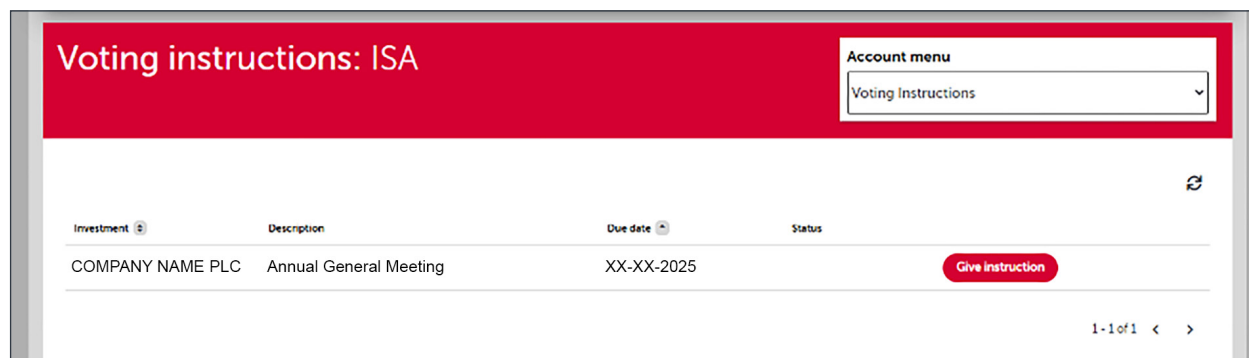 Voting instructions: ISA
Account menu
Voting Instructions
Investment Description Due date Status
COMPANY NAME PLC Annual General Meeting XX-XX-2025 Give instruction
1-1 of 1